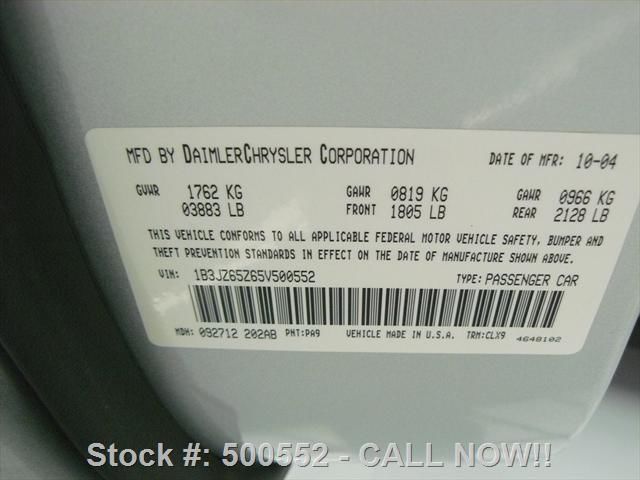 MFD BY DAIMLERCHRYSLER CORPORATION DATE OF MFR: 10-04
GVWR 1762 KG GAWR 0819 KG GAWR 0966 KG
03883 LB FRONT 1805 LB REAR 2128 LB
THIS VEHICLE CONFORMS TO ALL APPLICABLE FEDERAL MOTOR VEHICLE SAFETY, BUMPER AND
THEFT PREVENTION STANDARDS IN EFFECT ON THE DATE OF MANUFACTURE SHOWN ABOVE.
VIN: 1B3JZ65Z65V500552 TYPE: PASSENGER CAR
MDH: 092712 202AB PNT: PA9 VEHICLE MADE IN U.S.A. TRM: CLX9 4648102
Stock #: 500552 - CALL NOW!!